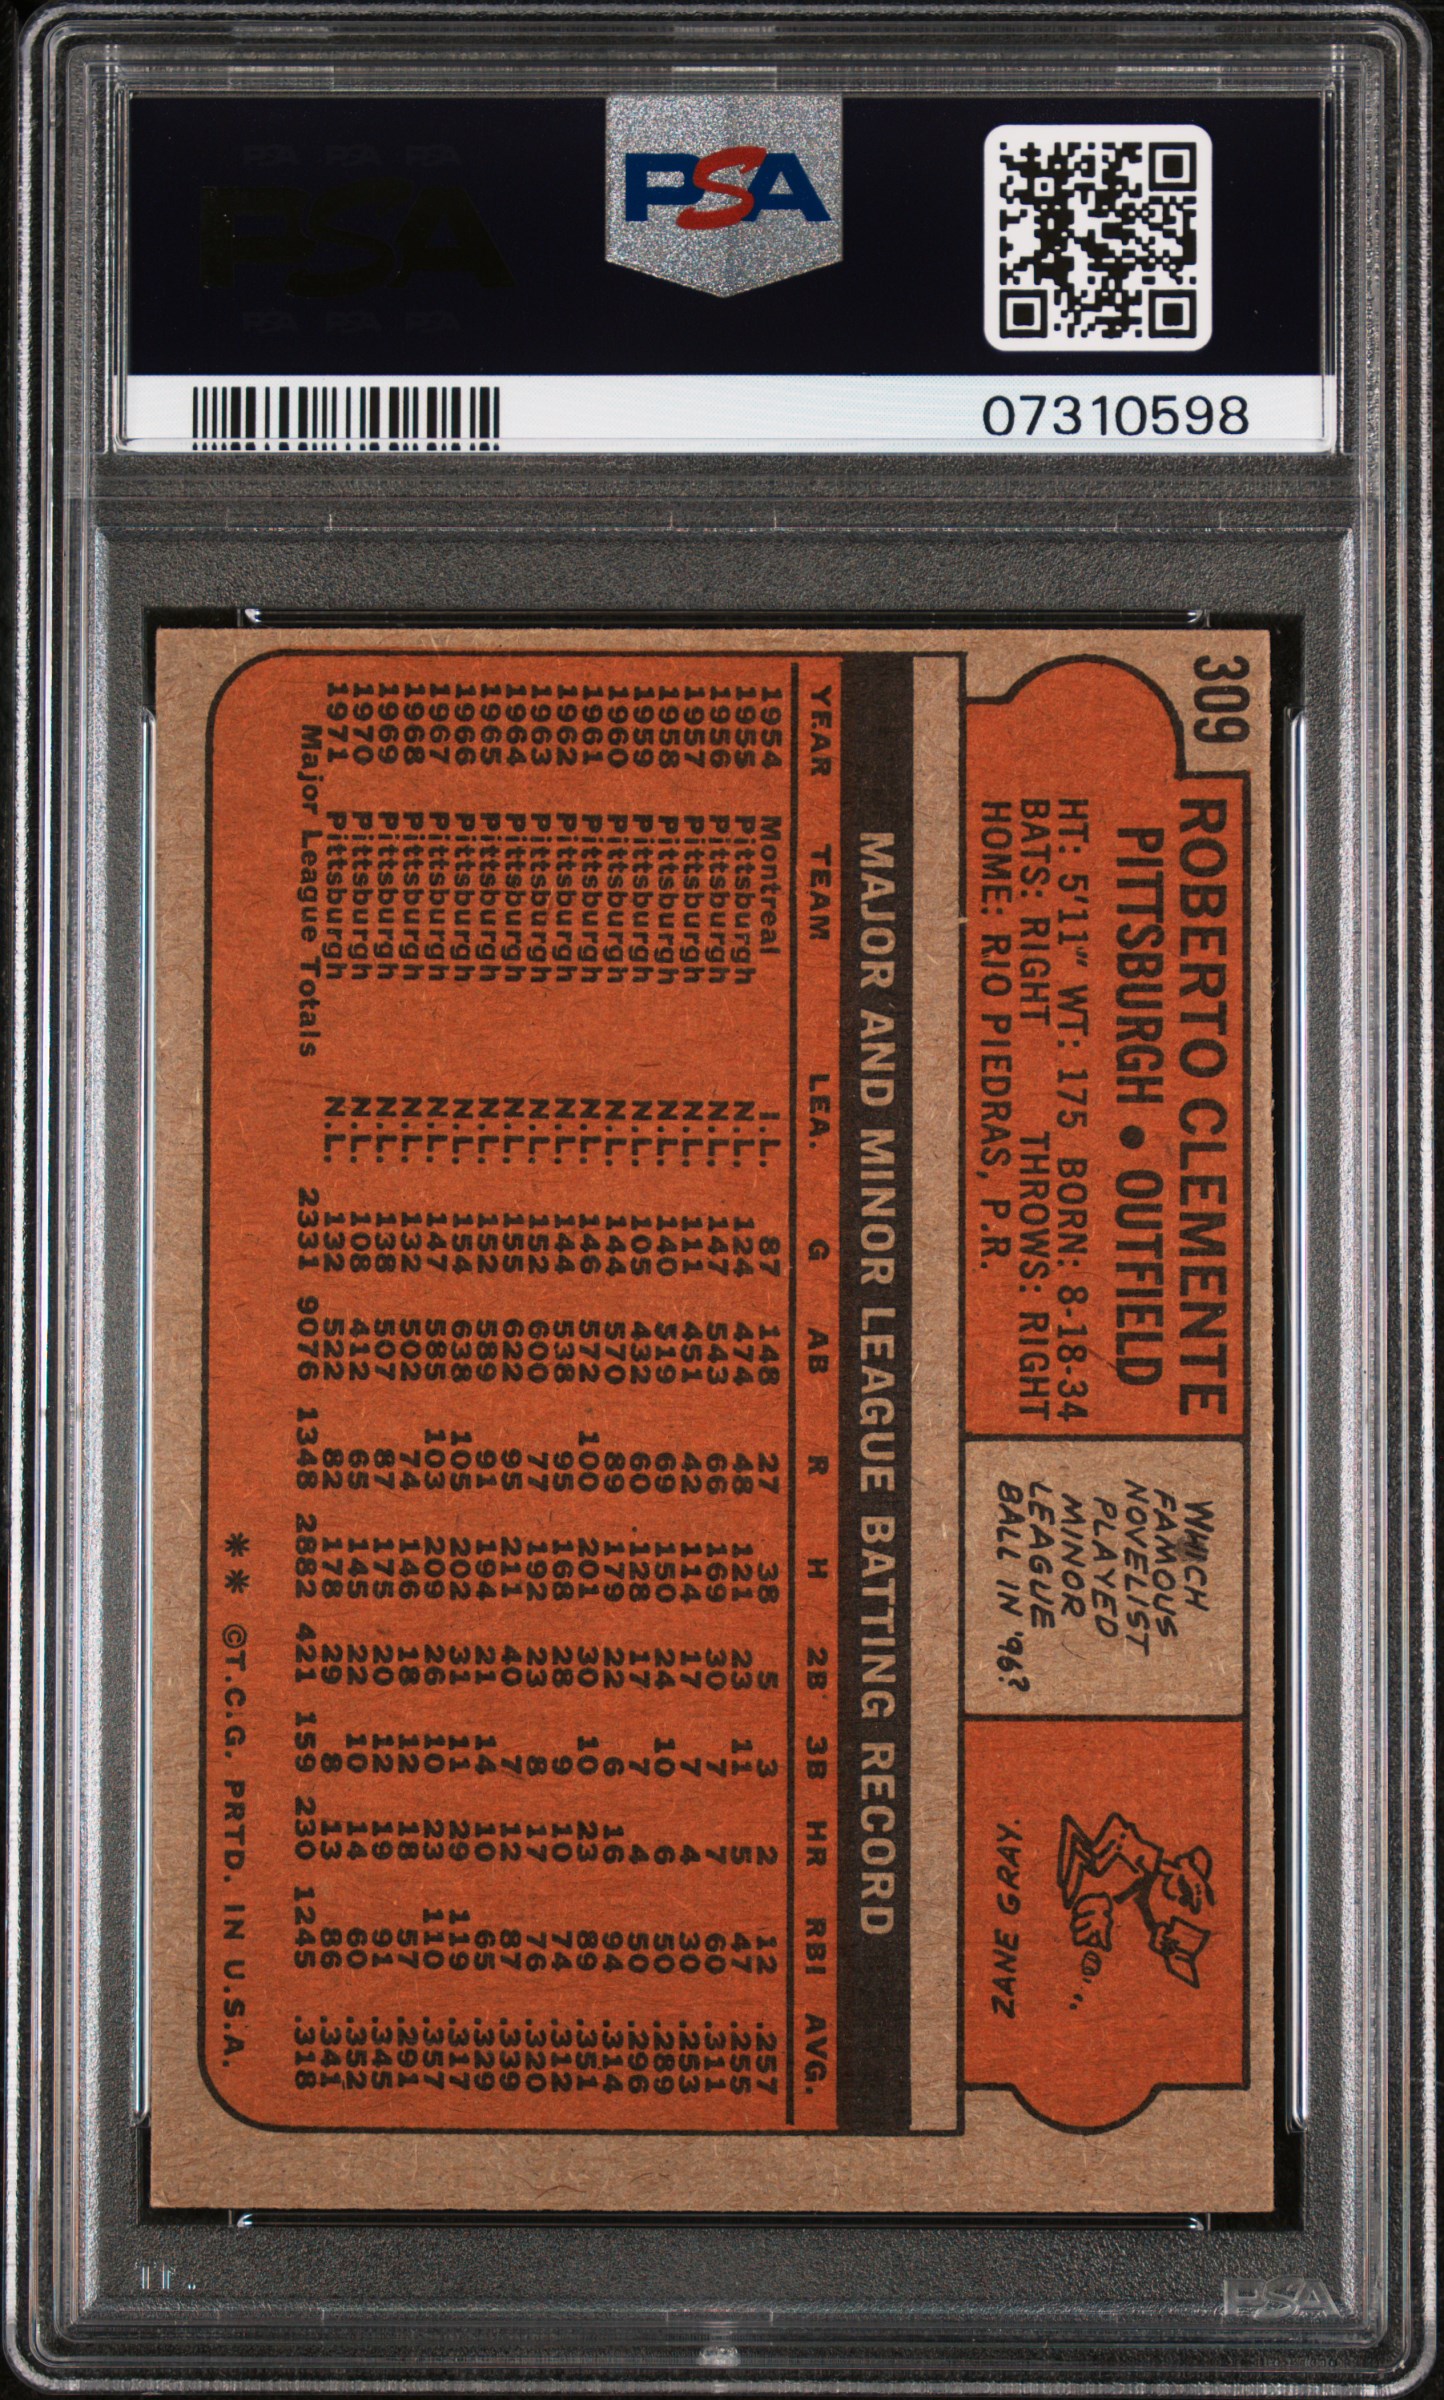 PSA PSA PSA
PSA
PSA PSA PSA
PSA
07310598
309
ROBERTO CLEMENTE
PITTSBURGH ● OUTFIELD
HT: 5'11" WT: 175 BORN: 8-18-34
BATS: RIGHT THROWS: RIGHT
HOME: RIO PIEDRAS, P.R.
WHICH
FAMOUS
NOVELIST
PLAYED
MINOR
LEAGUE
BALL IN '96?
ZANE GRAY.
MAJOR AND MINOR LEAGUE BATTING RECORD
YEAR TEAM LEA. G AB R H 2B 3B HR RBI AVG.
1954 Montreal I.L. 87 148 27 38 5 3 2 12 .257
1955 Pittsburgh N.L. 124 474 48 121 23 11 5 47 .255
1956 Pittsburgh N.L. 147 543 66 169 30 7 7 60 .311
1957 Pittsburgh N.L. 111 451 42 114 17 7 4 30 .253
1958 Pittsburgh N.L. 140 519 69 150 24 10 6 50 .289
1959 Pittsburgh N.L. 105 432 60 128 17 7 4 50 .296
1960 Pittsburgh N.L. 144 570 89 179 22 6 16 94 .314
1961 Pittsburgh N.L. 146 572 100 201 30 10 23 89 .351
1962 Pittsburgh N.L. 144 538 95 168 28 9 10 74 .312
1963 Pittsburgh N.L. 152 600 77 192 23 8 17 76 .320
1964 Pittsburgh N.L. 155 622 95 211 40 7 12 87 .339
1965 Pittsburgh N.L. 152 589 91 194 21 14 10 65 .329
1966 Pittsburgh N.L. 154 638 105 202 31 11 29 119 .317
1967 Pittsburgh N.L. 147 585 103 209 26 10 23 110 .357
1968 Pittsburgh N.L. 132 502 74 146 18 12 18 57 .291
1969 Pittsburgh N.L. 138 507 87 175 20 12 19 91 .345
1970 Pittsburgh N.L. 108 412 65 145 22 10 14 60 .352
1971 Pittsburgh N.L. 132 522 82 178 29 8 13 86 .341
Major League Totals 2331 9076 1348 2882 421 159 230 1245 .318
** ©T.C.G. PRTD. IN U.S.A.
PSA